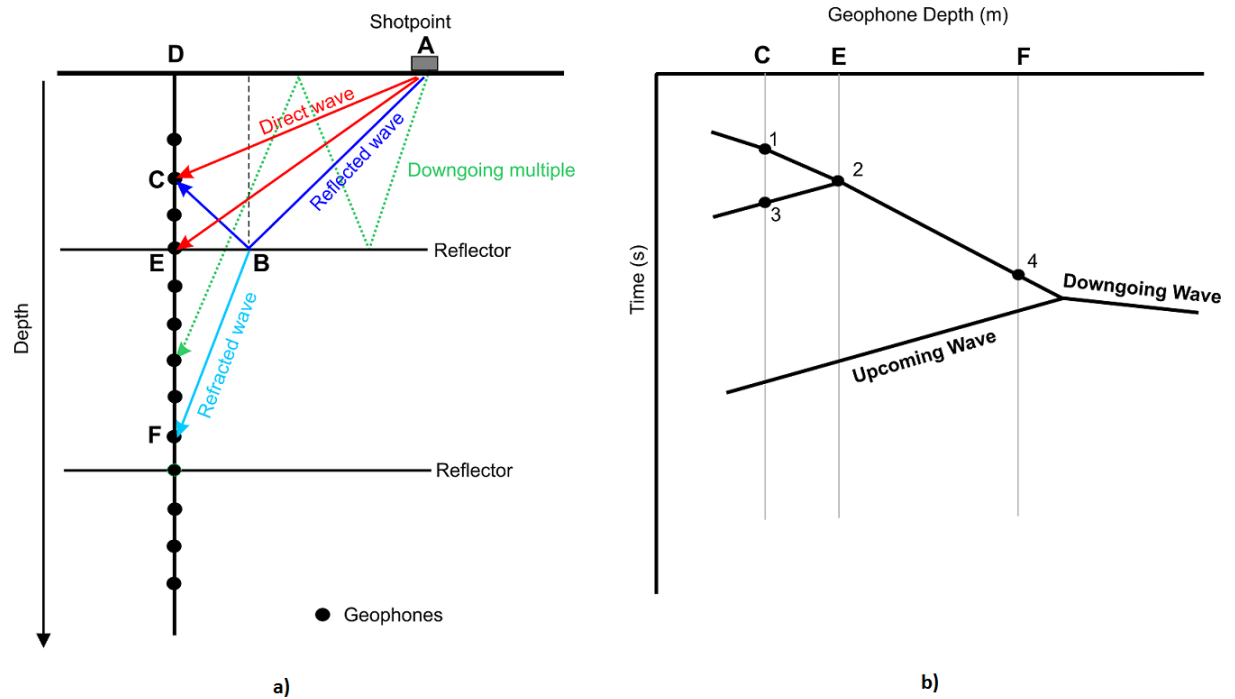 Shotpoint
D
A
Direct wave
Reflected wave
Downgoing multiple
C
Reflector
E
B
Depth
Refracted wave
F
Reflector
Geophones
a)
Geophone Depth (m)
C
E
F
1
2
3
4
Time (s)
Downgoing Wave
Upcoming Wave
b)